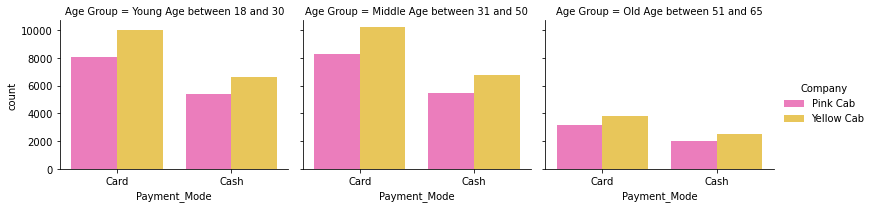 Age Group = Young Age between 18 and 30
Age Group = Middle Age between 31 and 50
Age Group = Old Age between 51 and 65
10000
8000
6000
4000
2000
0
count
Card
Cash
Payment_Mode
Card
Cash
Payment_Mode
Card
Cash
Payment_Mode
Company
Pink Cab
Yellow Cab